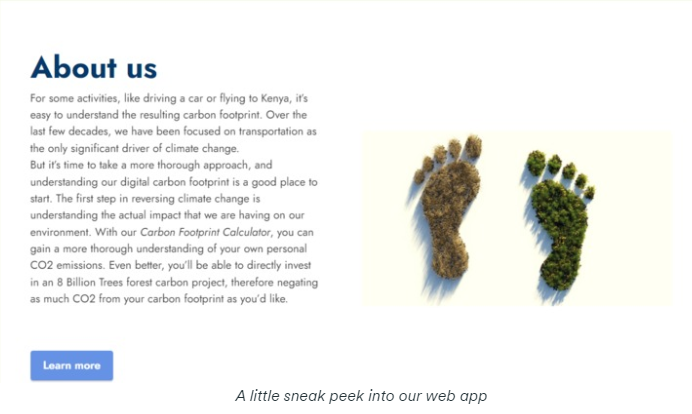 About us
For some activities, like driving a car or flying to Kenya, it's
easy to understand the resulting carbon footprint. Over the
last few decades, we have been focused on transportation as
the only significant driver of climate change.
But it's time to take a more thorough approach, and
understanding our digital carbon footprint is a good place to
start. The first step in reversing climate change is
understanding the actual impact that we are having on our
environment. With our Carbon Footprint Calculator, you can
gain a more thorough understanding of your own personal
CO2 emissions. Even better, you'll be able to directly invest
in an 8 Billion Trees forest carbon project, therefore negating
as much CO2 from your carbon footprint as you'd like.
Learn more
A little sneak peek into our web app